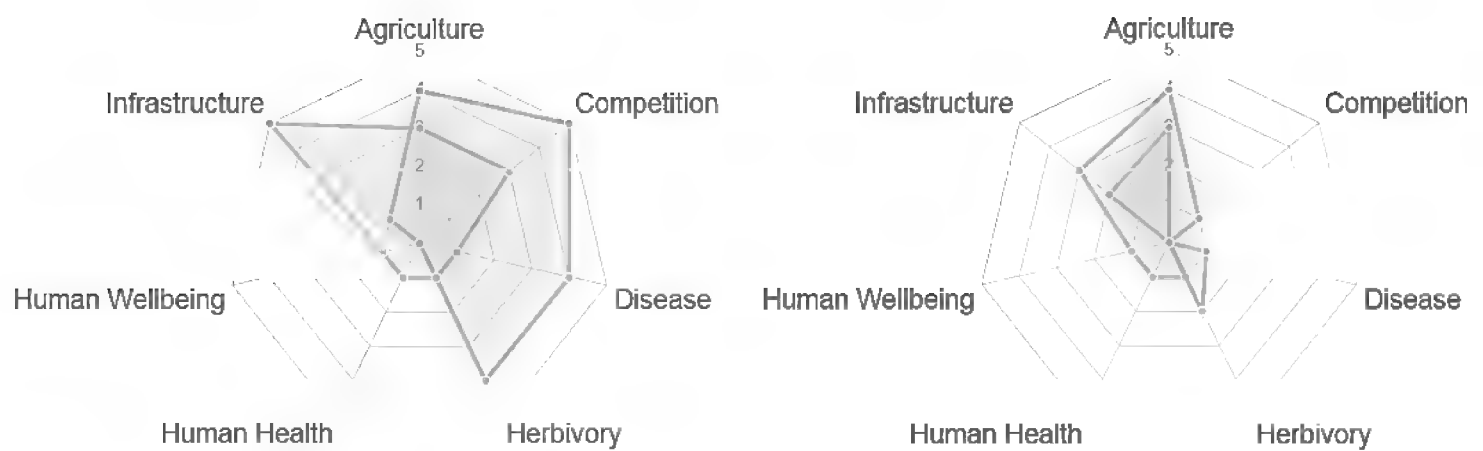 Agriculture
5
Infrastructure
Competition
2
1
Human Wellbeing
Disease
Human Health
Herbivory
Agriculture
5
Infrastructure
Competition
Human Wellbeing
Disease
Human Health
Herbivory